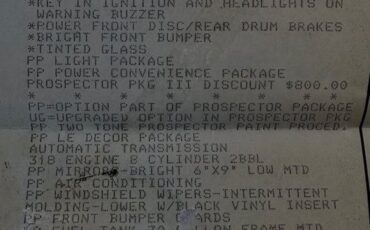 *KEY IN IGNITION AND HEADLIGHTS ON
WARNING BUZZER
*POWER FRONT DISC/REAR DRUM BRAKES
*BRIGHT FRONT BUMPER
*TINTED GLASS
PP LIGHT PACKAGE
PP POWER CONVENIENCE PACKAGE
PROSPECTOR PKG III DISCOUNT $800.00
* * * * * * * * *
PP=OPTION PART OF PROSPECTOR PACKAGE
UG=UPGRADED OPTION IN PROSPECTOR PKG
PP TWO TONE PROSPECTOR PAINT PROCED.
PP LE DECOR PACKAGE
AUTOMATIC TRANSMISSION
318 ENGINE 8 CYLINDER 2BBL
PP MIRRORS-BRIGHT 6"X9" LOW MTD
PP AIR CONDITIONING
PP WINDSHIELD WIPERS-INTERMITTENT
MOLDING-LOWER W/BLACK VINYL INSERT
PP FRONT BUMPER GUARDS
FUEL TANK FRAME MTD